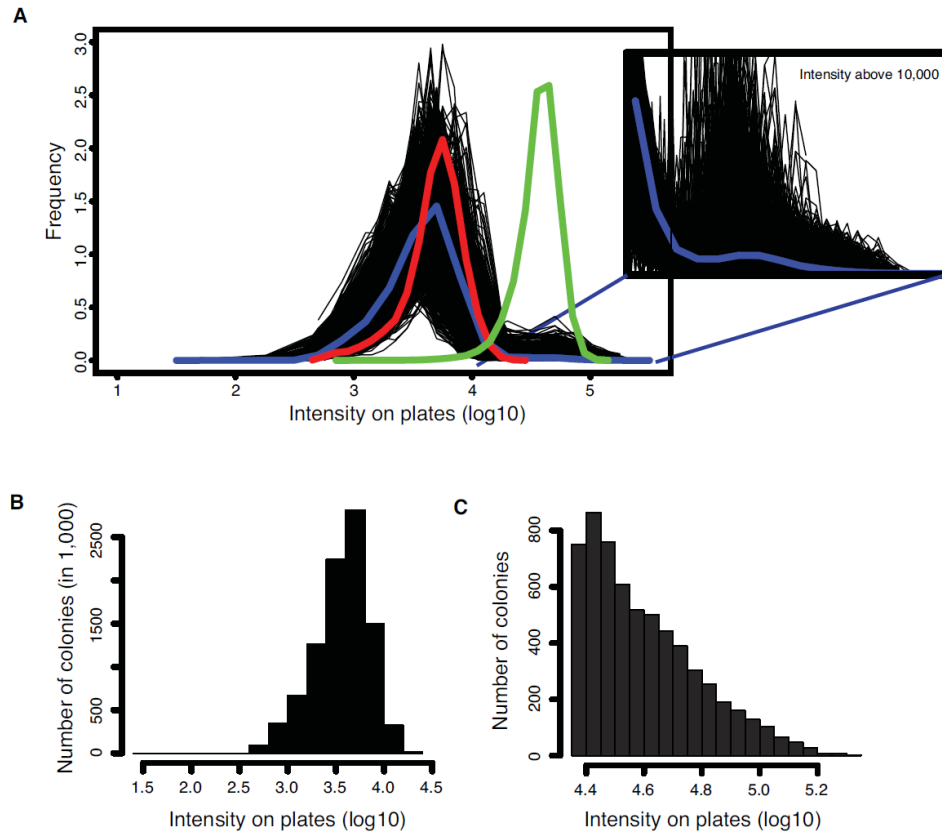 A
Intensity above 10,000
Frequency
0.0 0.5 1.0 1.5 2.0 2.5 3.0
1 2 3 4 5
Intensity on plates (log10)
B
Number of colonies (in 1,000)
0 500 1500 2500
1.5 2.0 2.5 3.0 3.5 4.0 4.5
Intensity on plates (log10)
C
Number of colonies
0 200 400 600 800
4.4 4.6 4.8 5.0 5.2
Intensity on plates (log10)